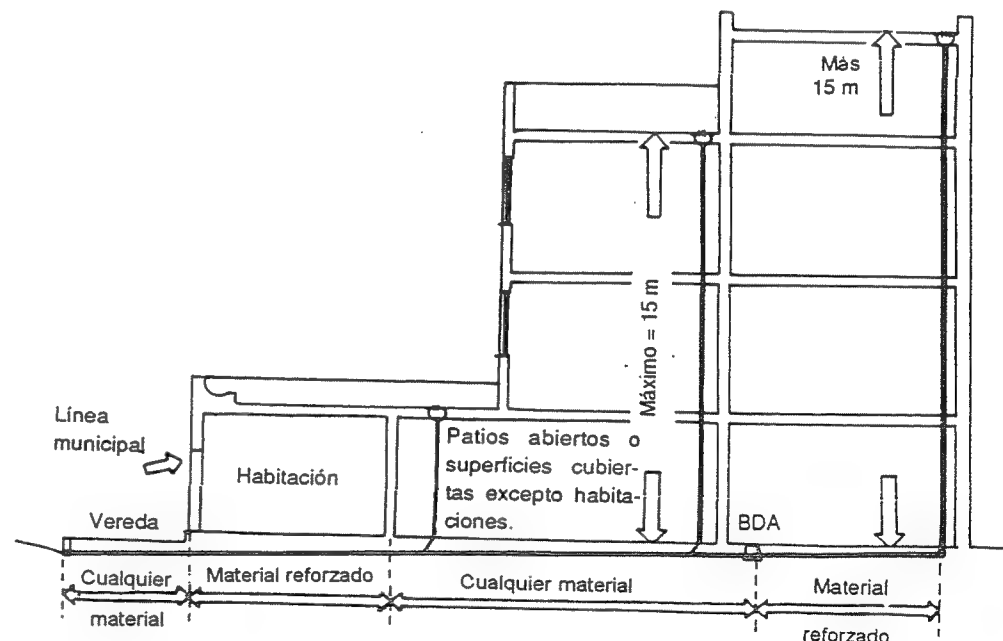 Más
15 m
Máximo = 15 m
Línea
municipal
Habitación
Patios abiertos o
superficies cubier-
tas excepto habita-
ciones.
Vereda
BDA
Cualquier
material
Material reforzado
Cualquier material
Material
reforzado